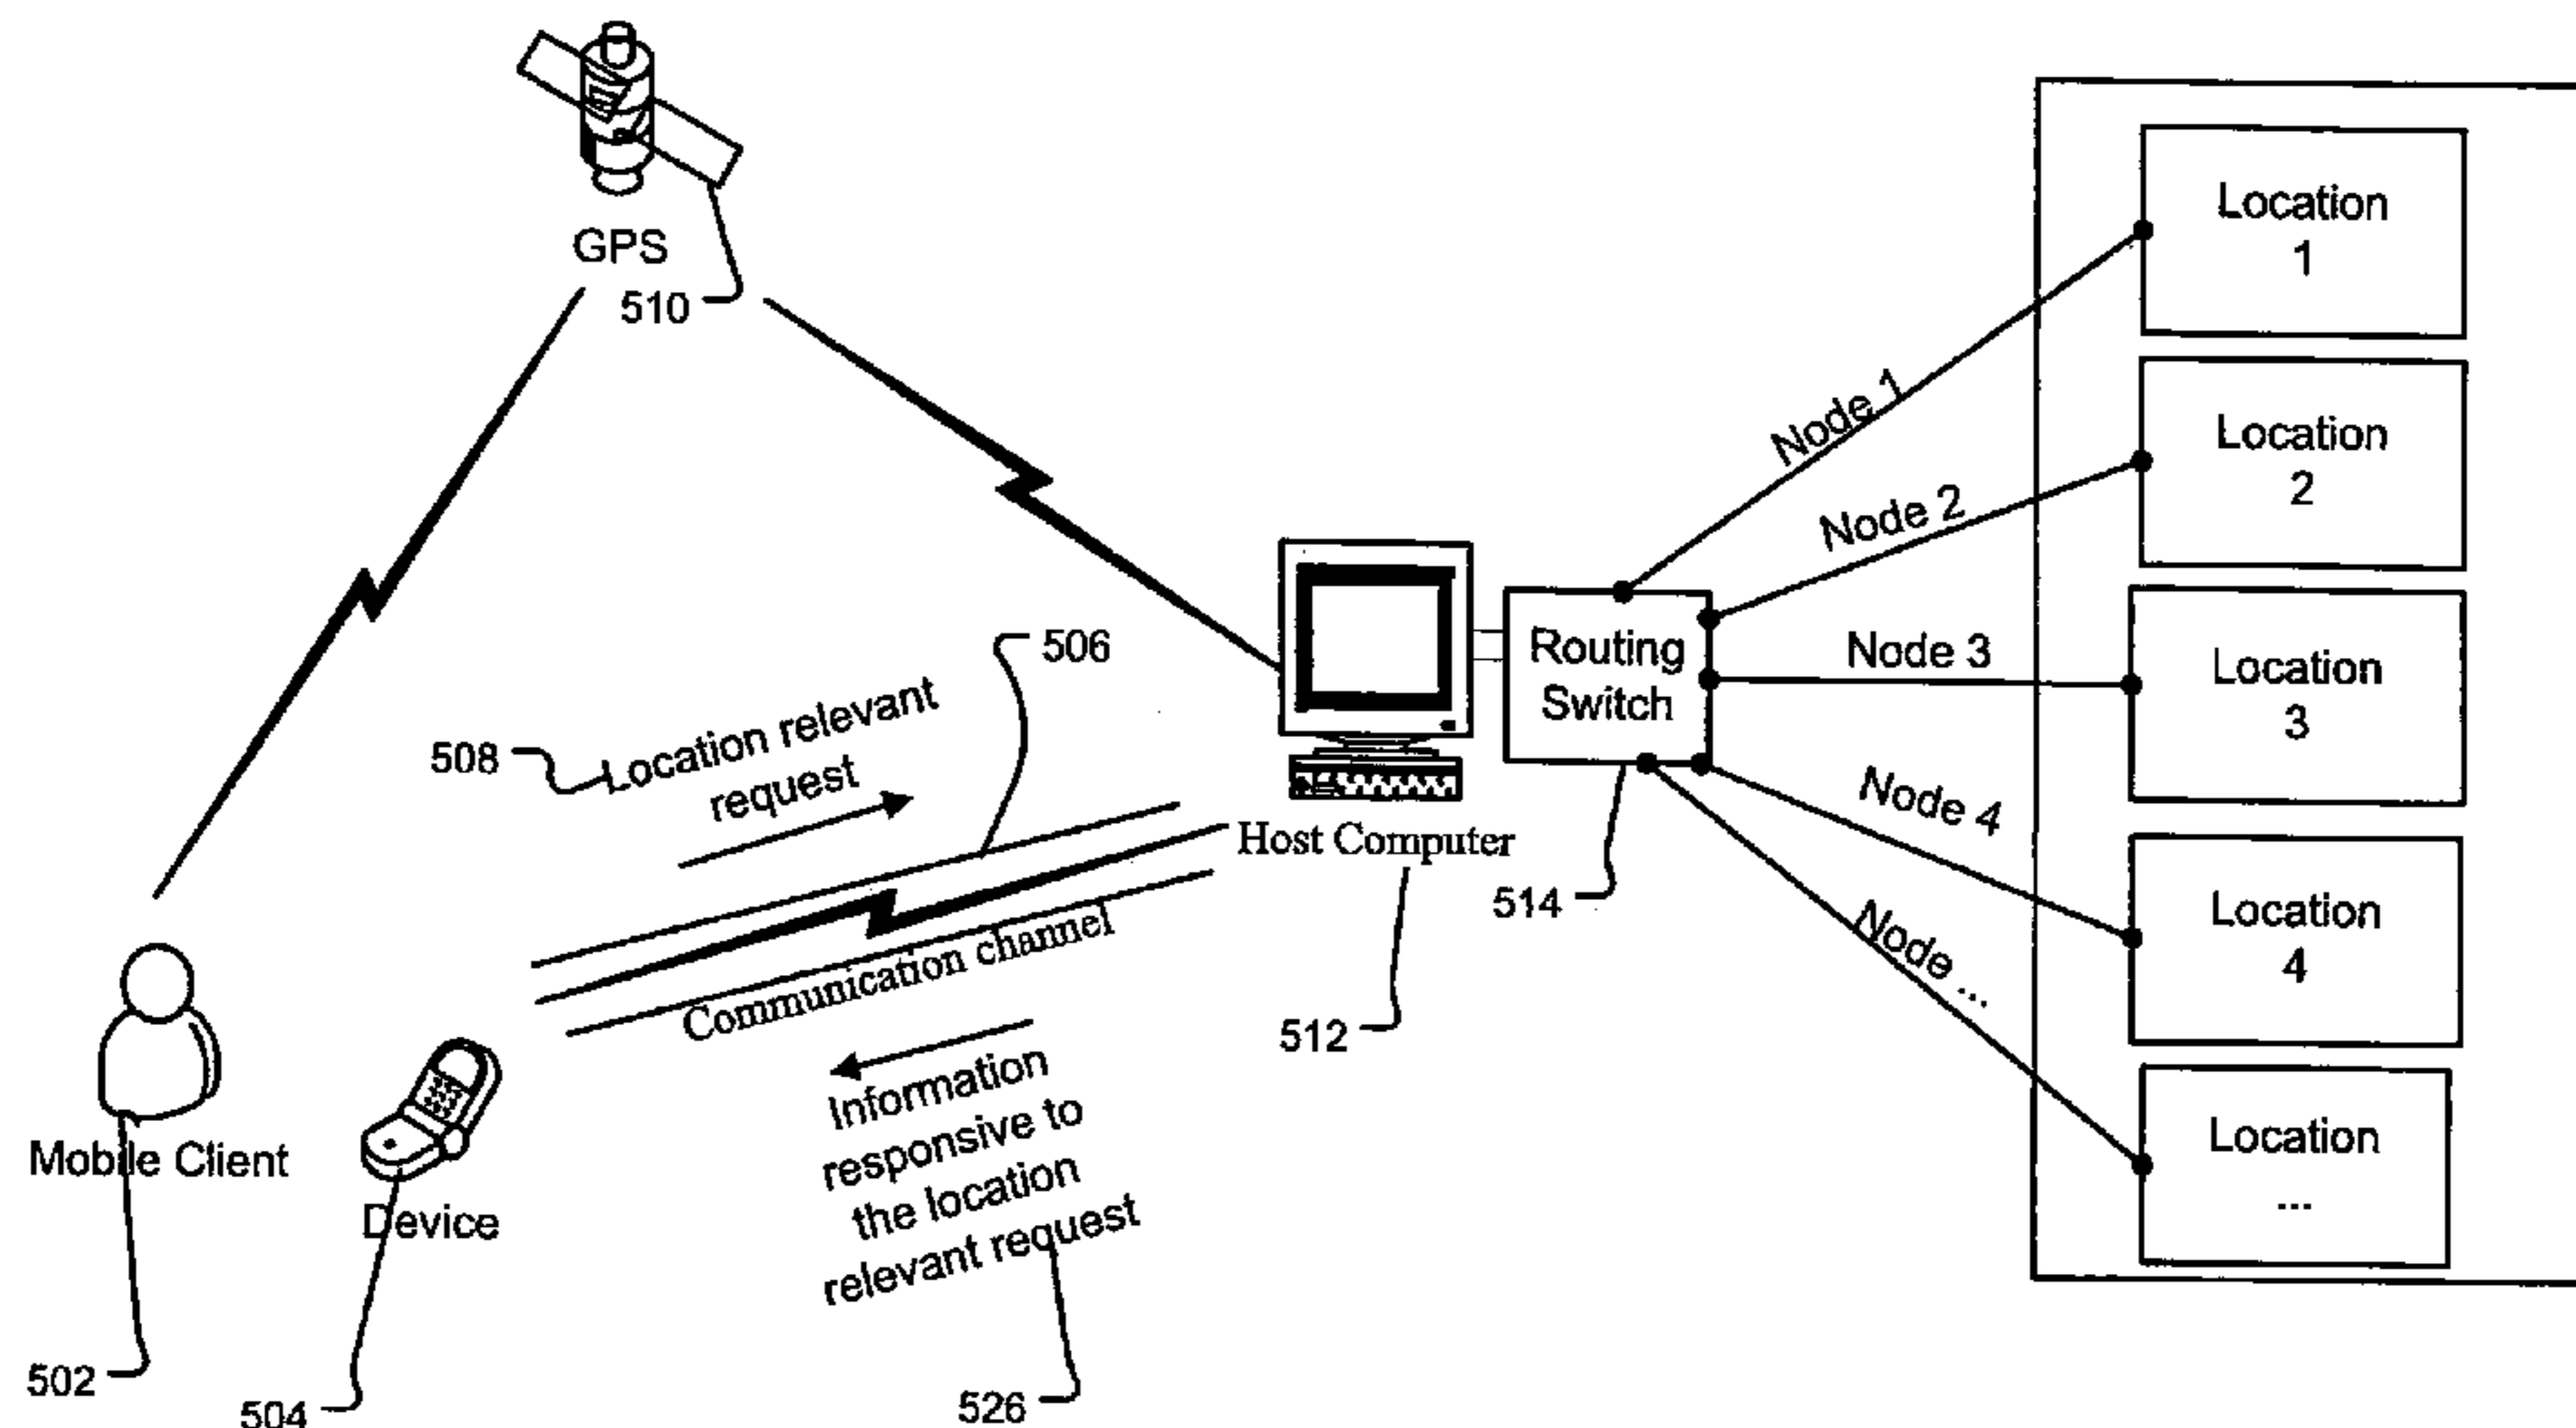 GPS
510
Location
1
Location
2
Location
3
Location
4
Location
...
Node 1
Node 2
Node 3
Node 4
Node ...
Routing
Switch
514
Host Computer
512
506
508
Location relevant
request
Communication channel
Information
responsive to
the location
relevant request
526
Mobile Client
502
Device
504